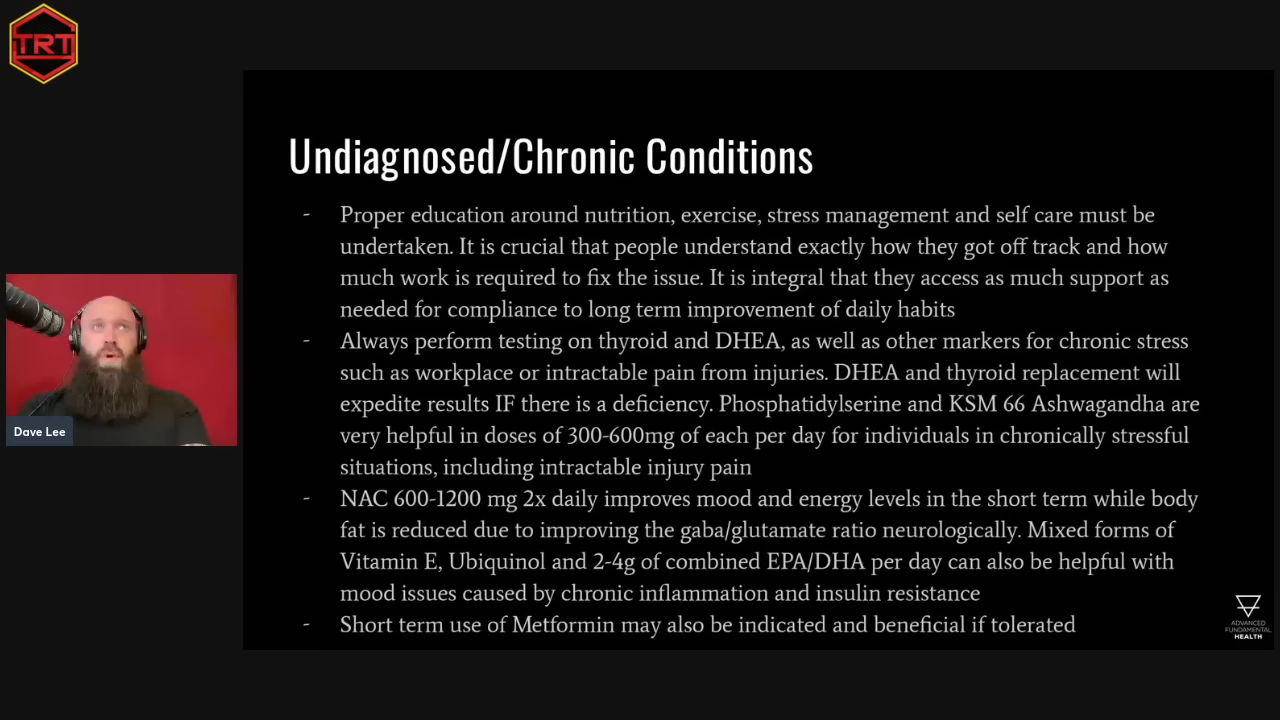 TRT
Undiagnosed/Chronic Conditions
- Proper education around nutrition, exercise, stress management and self care must be
undertaken. It is crucial that people understand exactly how they got off track and how
much work is required to fix the issue. It is integral that they access as much support as
needed for compliance to long term improvement of daily habits
- Always perform testing on thyroid and DHEA, as well as other markers for chronic stress
such as workplace or intractable pain from injuries. DHEA and thyroid replacement will
expedite results IF there is a deficiency. Phosphatidylserine and KSM 66 Ashwagandha are
very helpful in doses of 300-600mg of each per day for individuals in chronically stressful
situations, including intractable injury pain
- NAC 600-1200 mg 2x daily improves mood and energy levels in the short term while body
fat is reduced due to improving the gaba/glutamate ratio neurologically. Mixed forms of
Vitamin E, Ubiquinol and 2-4g of combined EPA/DHA per day can also be helpful with
mood issues caused by chronic inflammation and insulin resistance
- Short term use of Metformin may also be indicated and beneficial if tolerated
Dave Lee
ADVANCED
FUNDAMENTAL
HEALTH